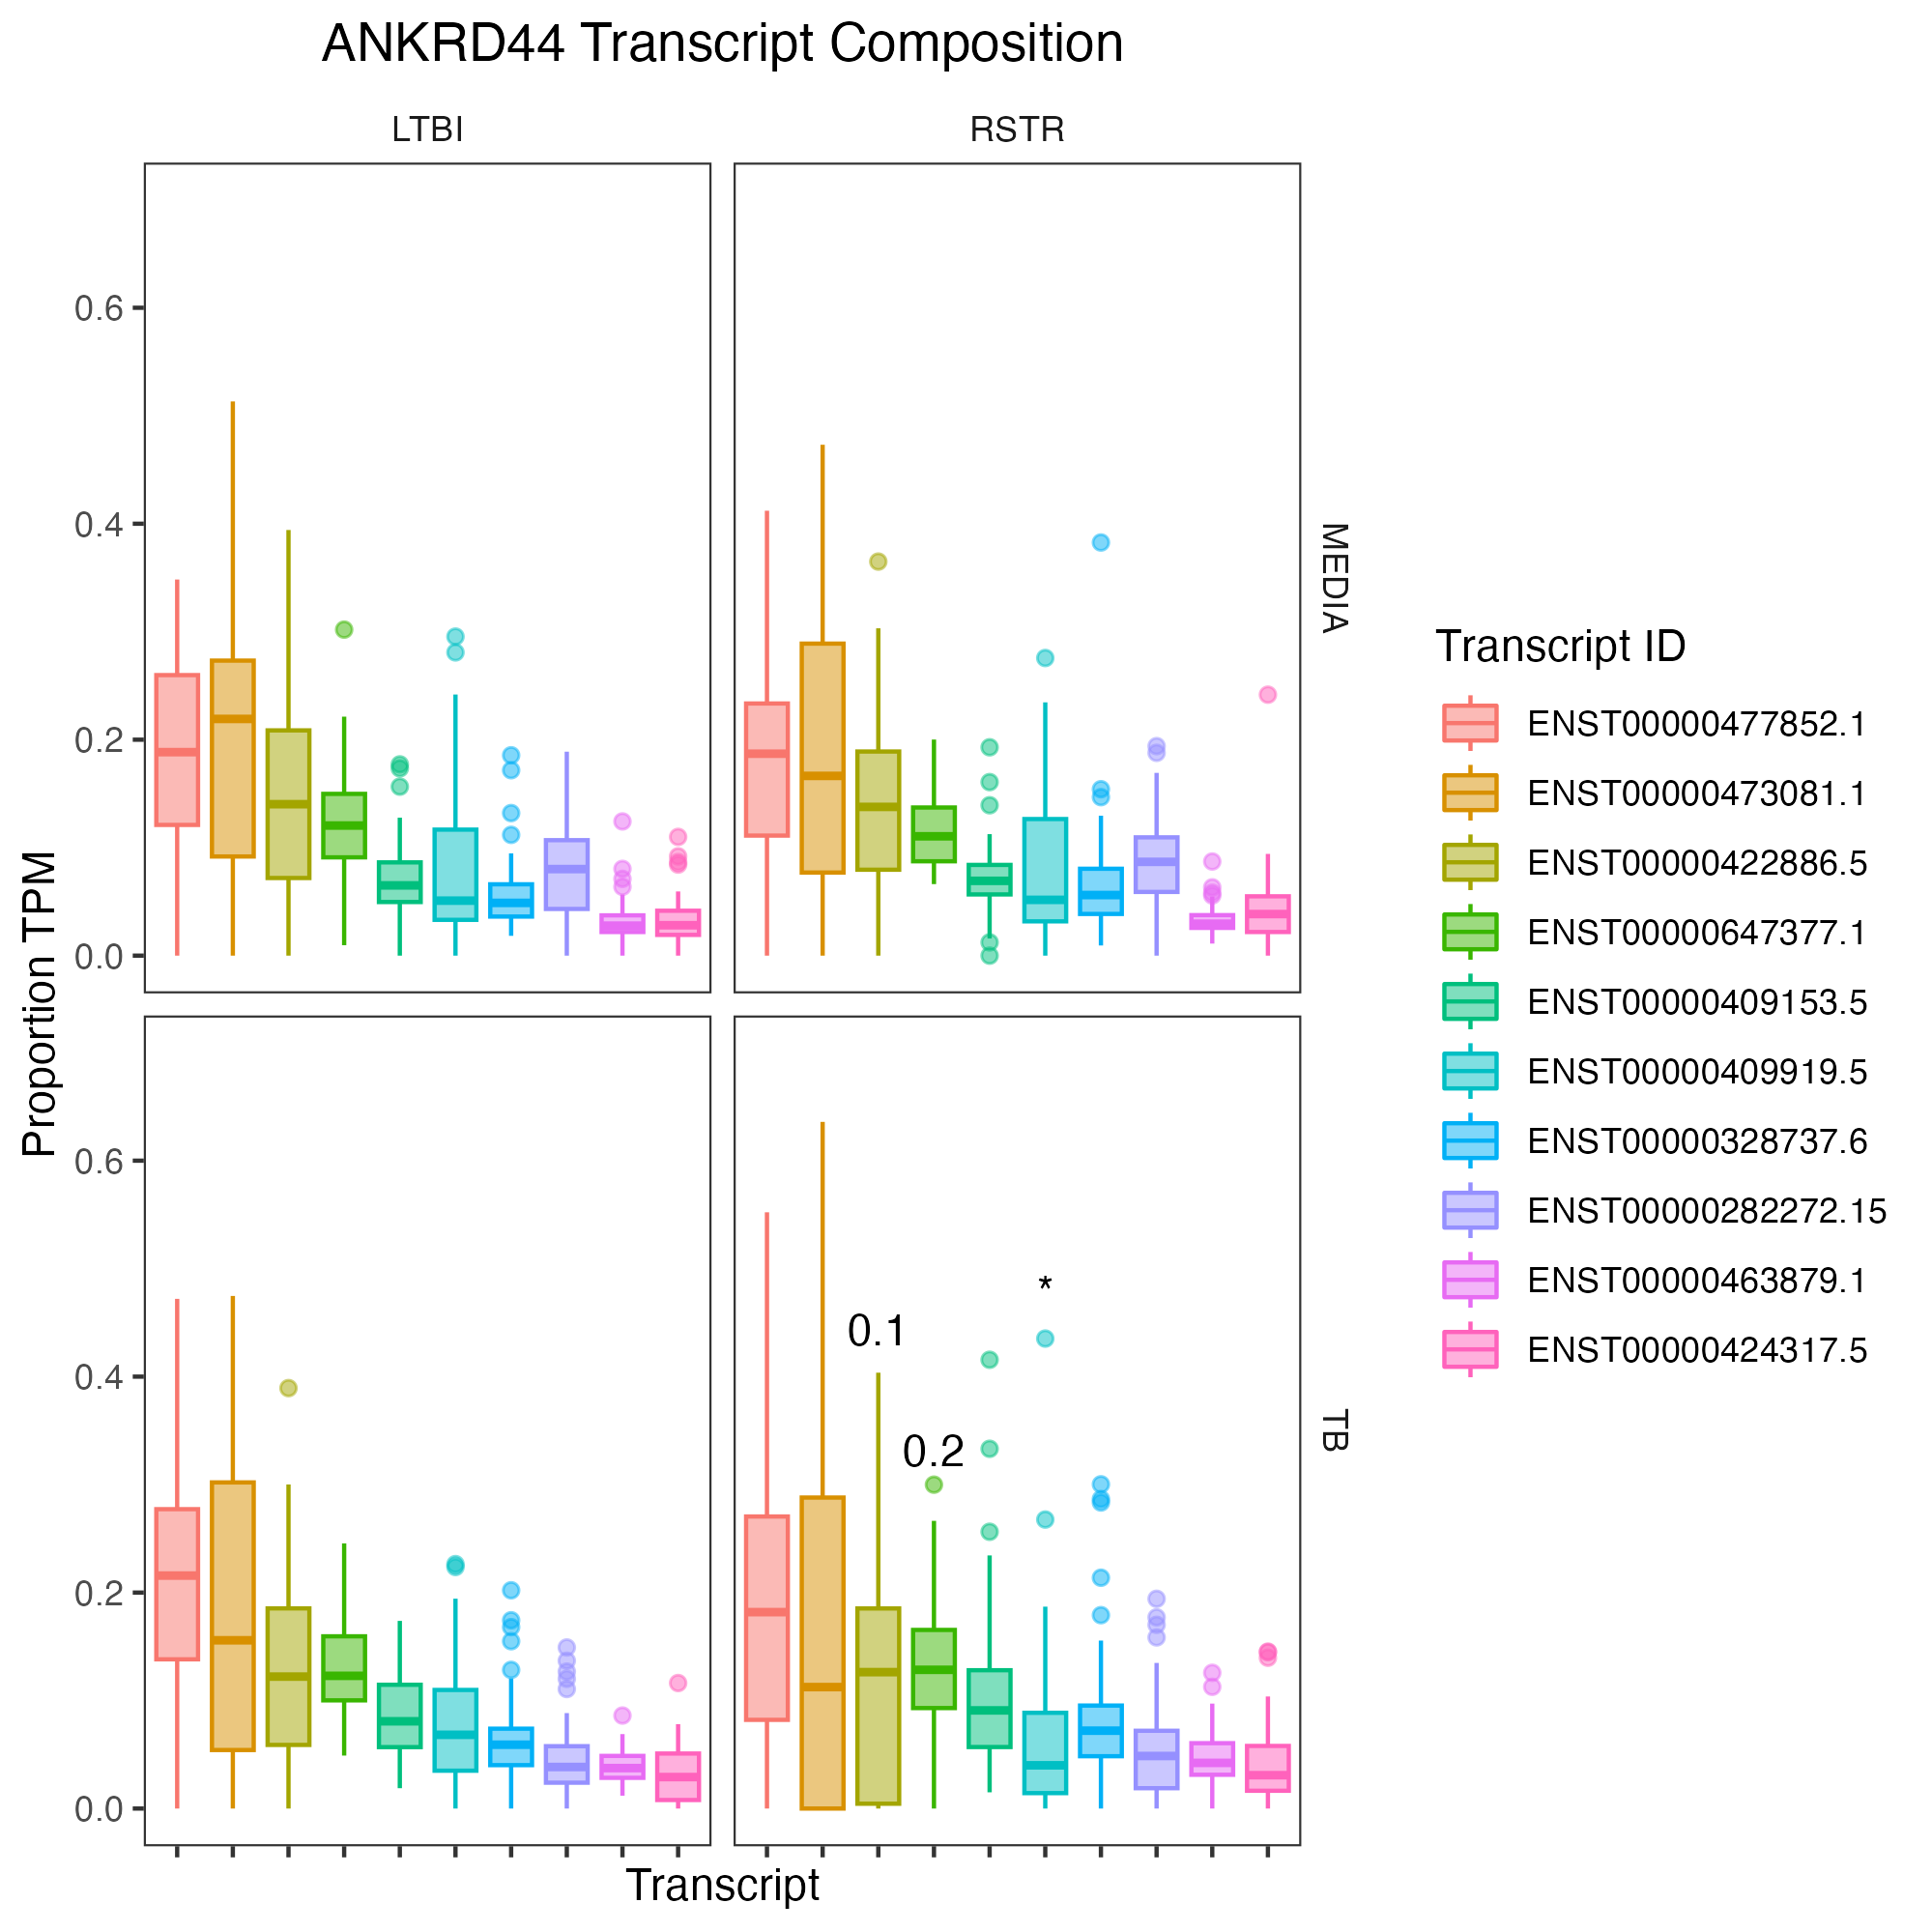 ANKRD44 Transcript Composition
LTBI
RSTR
0.6
0.4
0.2
0.0
MEDIA
Proportion TPM
0.6
0.4
0.2
0.0
*
0.1
0.2
TB
Transcript
Transcript ID
ENST00000477852.1
ENST00000473081.1
ENST00000422886.5
ENST00000647377.1
ENST00000409153.5
ENST00000409919.5
ENST00000328737.6
ENST00000282272.15
ENST00000463879.1
ENST00000424317.5